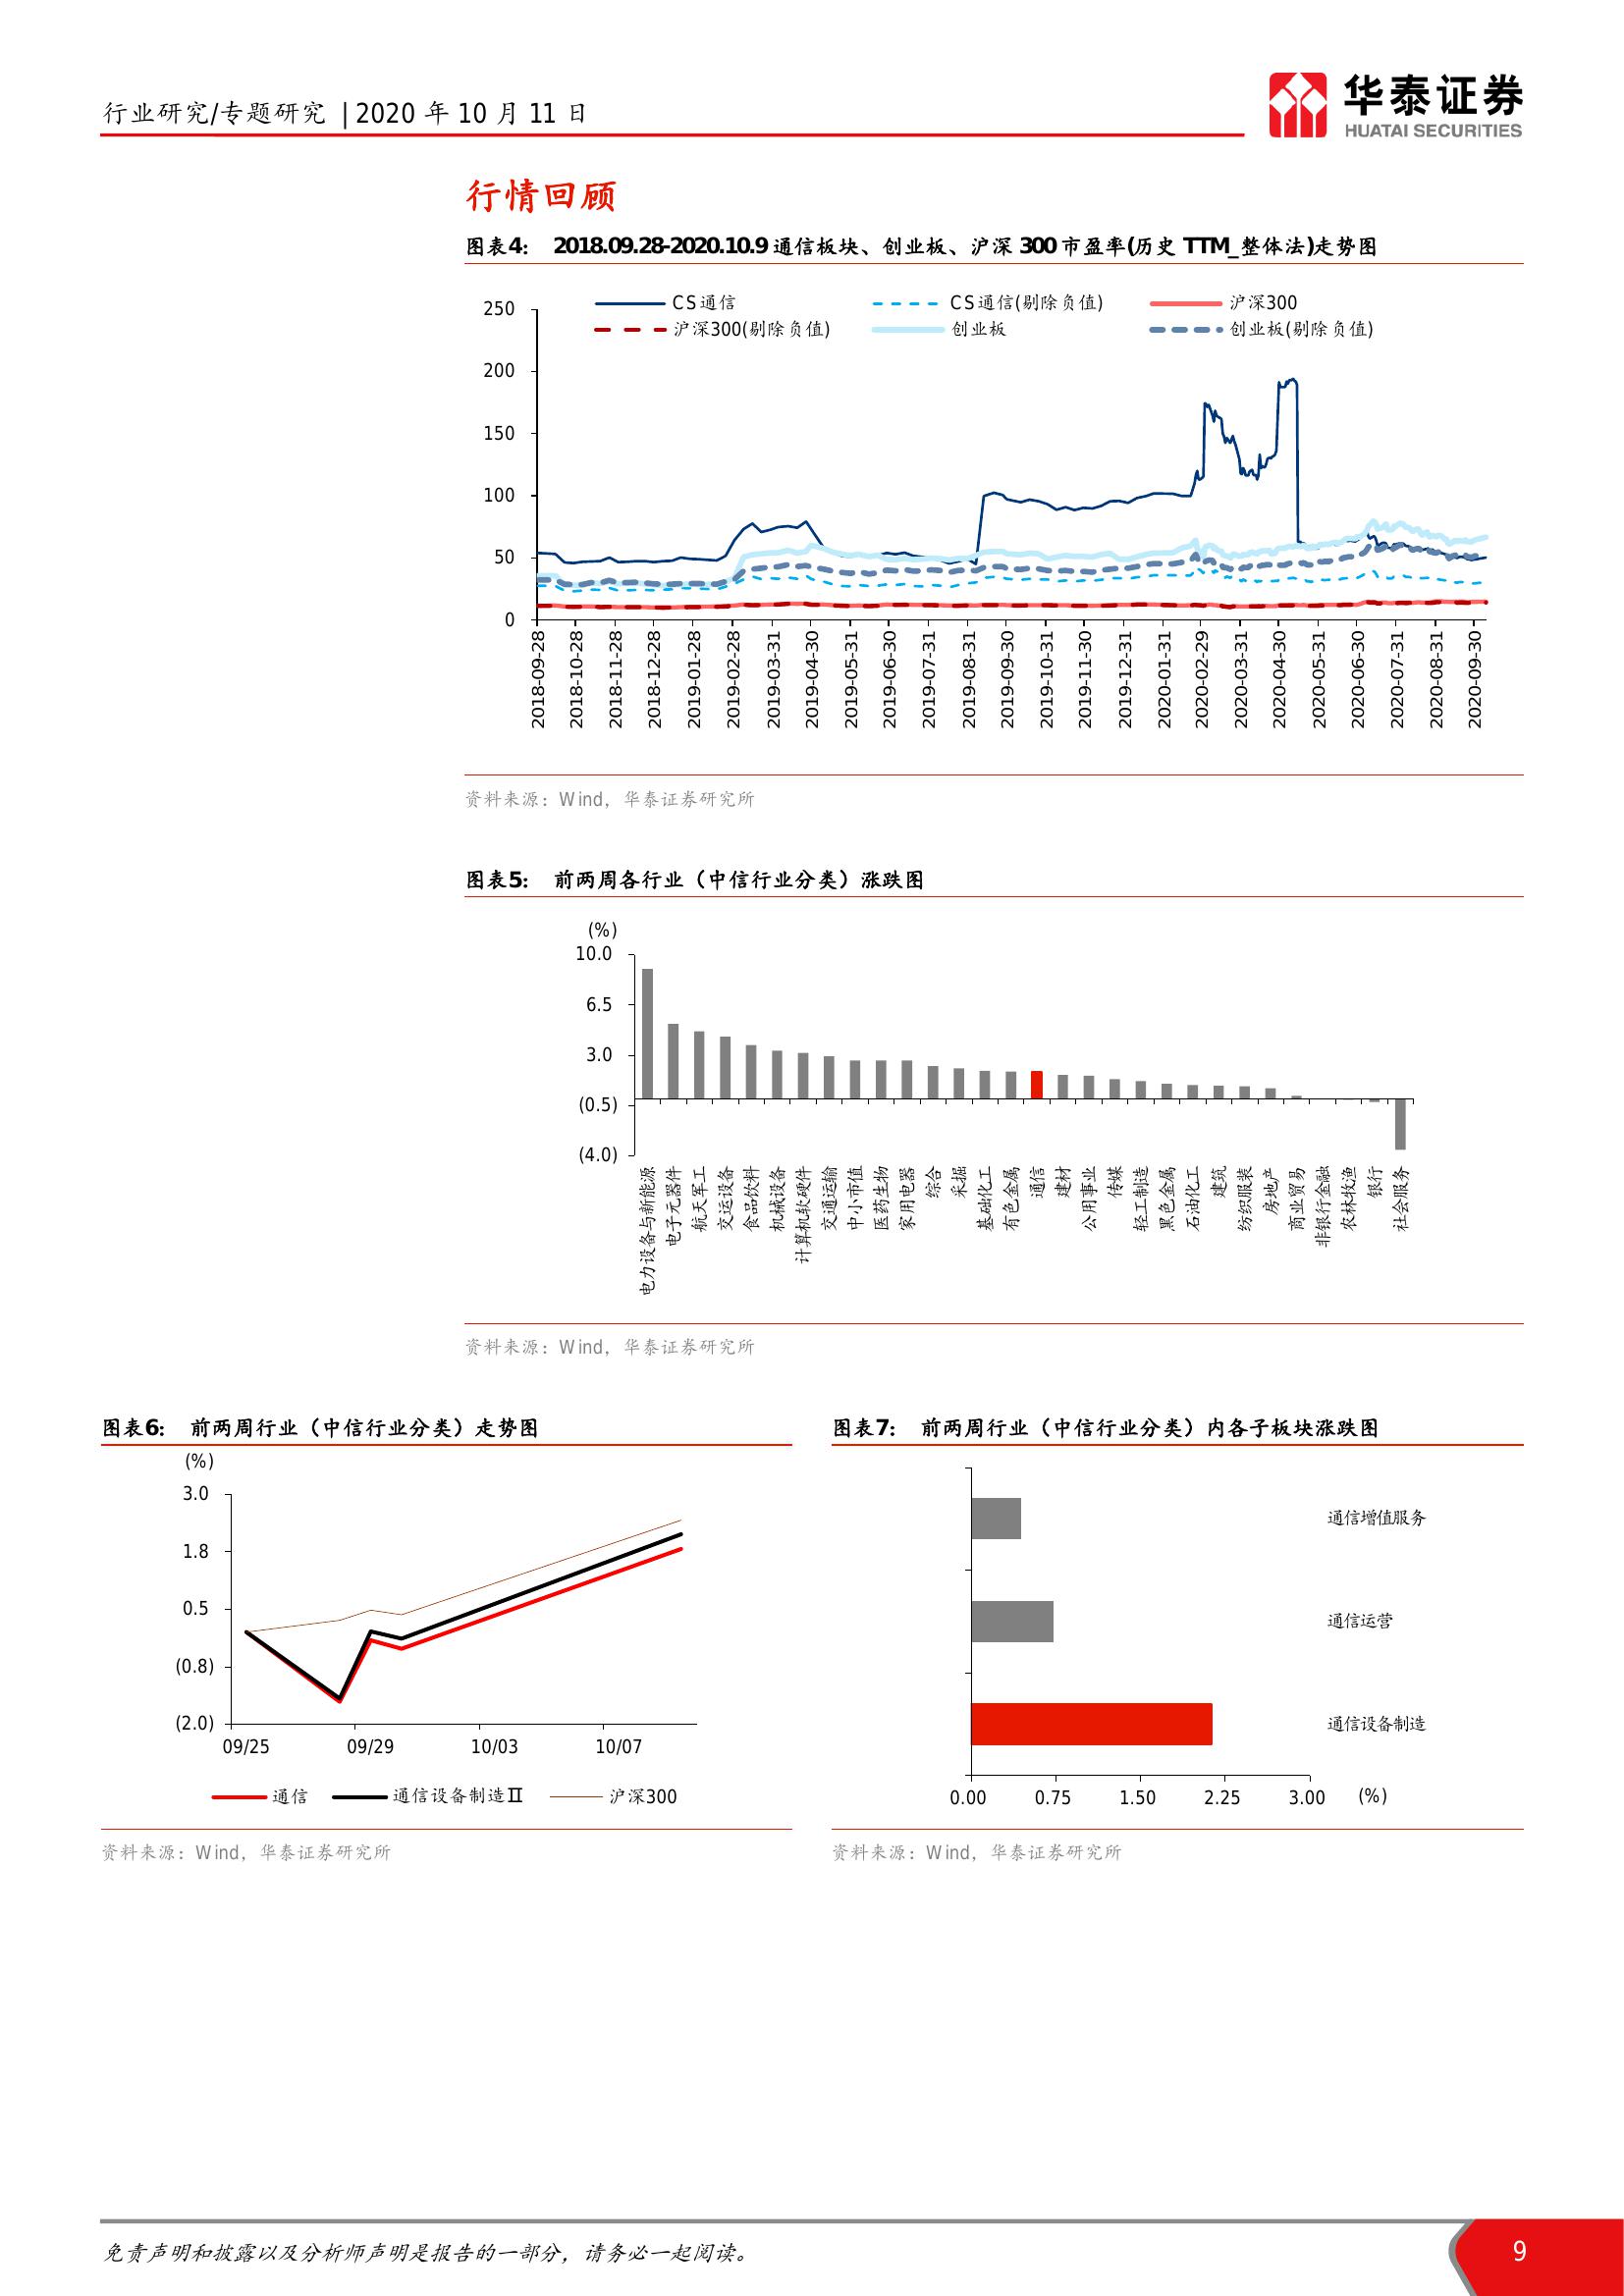 行业研究/专题研究 | 2020 年 10 月 11 日
华泰证券
HUATAI SECURITIES
行情回顾
图表4： 2018.09.28-2020.10.9 通信板块、创业板、沪深 300 市盈率(历史 TTM_整体法)走势图
CS通信 CS通信(剔除负值) 沪深300
沪深300(剔除负值) 创业板 创业板(剔除负值)
250
200
150
100
50
0
2018-09-28 2018-10-28 2018-11-28 2018-12-28 2019-01-28 2019-02-28 2019-03-31 2019-04-30 2019-05-31 2019-06-30 2019-07-31 2019-08-31 2019-09-30 2019-10-31 2019-11-30 2019-12-31 2020-01-31 2020-02-29 2020-03-31 2020-04-30 2020-05-31 2020-06-30 2020-07-31 2020-08-31 2020-09-30
资料来源：Wind，华泰证券研究所
图表5： 前两周各行业（中信行业分类）涨跌图
(%)
10.0
6.5
3.0
(0.5)
(4.0)
电力设备与新能源 电子元器件 航天军工 交运设备 食品饮料 机械设备 计算机软硬件 交通运输 中小市值 医药生物 家用电器 综合 采掘 基础化工 有色金属 通信 建材 公用事业 传媒 轻工制造 黑色金属 石油化工 建筑 纺织服装 房地产 商业贸易 非银行金融 农林牧渔 银行 社会服务
资料来源：Wind，华泰证券研究所
图表6： 前两周行业（中信行业分类）走势图
(%)
3.0
1.8
0.5
(0.8)
(2.0)
09/25 09/29 10/03 10/07
通信 通信设备制造Ⅱ 沪深300
资料来源：Wind，华泰证券研究所
图表7： 前两周行业（中信行业分类）内各子板块涨跌图
通信增值服务
通信运营
通信设备制造
0.00 0.75 1.50 2.25 3.00 (%)
资料来源：Wind，华泰证券研究所
免责声明和披露以及分析师声明是报告的一部分，请务必一起阅读。
9